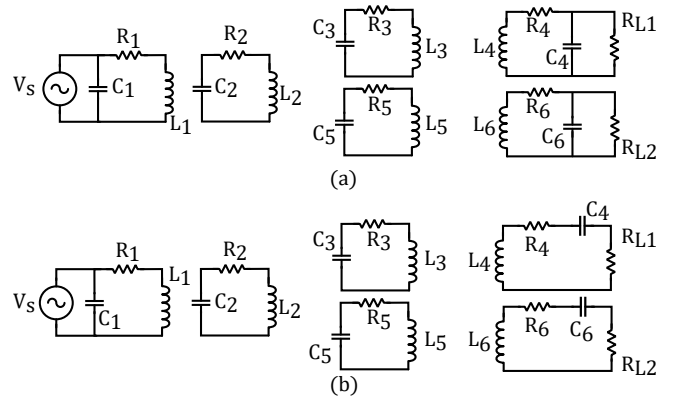 C3 R3 L3 L4 R4 C4 RL1
VS C1 R1 L1 R2 C2 L2
C5 R5 L5 L6 R6 C6 RL2
(a)
C3 R3 L3 L4 R4 C4 RL1
VS C1 R1 L1 R2 C2 L2
C5 R5 L5 L6 R6 C6 RL2
(b)